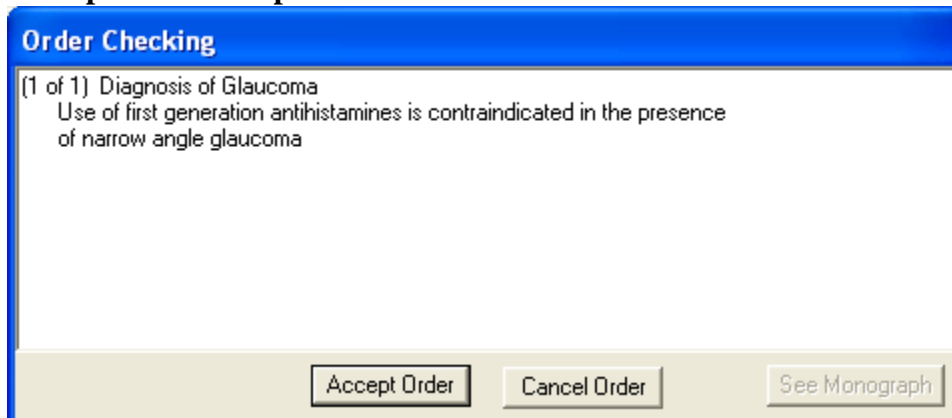 Order Checking
(1 of 1) Diagnosis of Glaucoma
Use of first generation antihistamines is contraindicated in the presence
of narrow angle glaucoma
Accept Order Cancel Order See Monograph